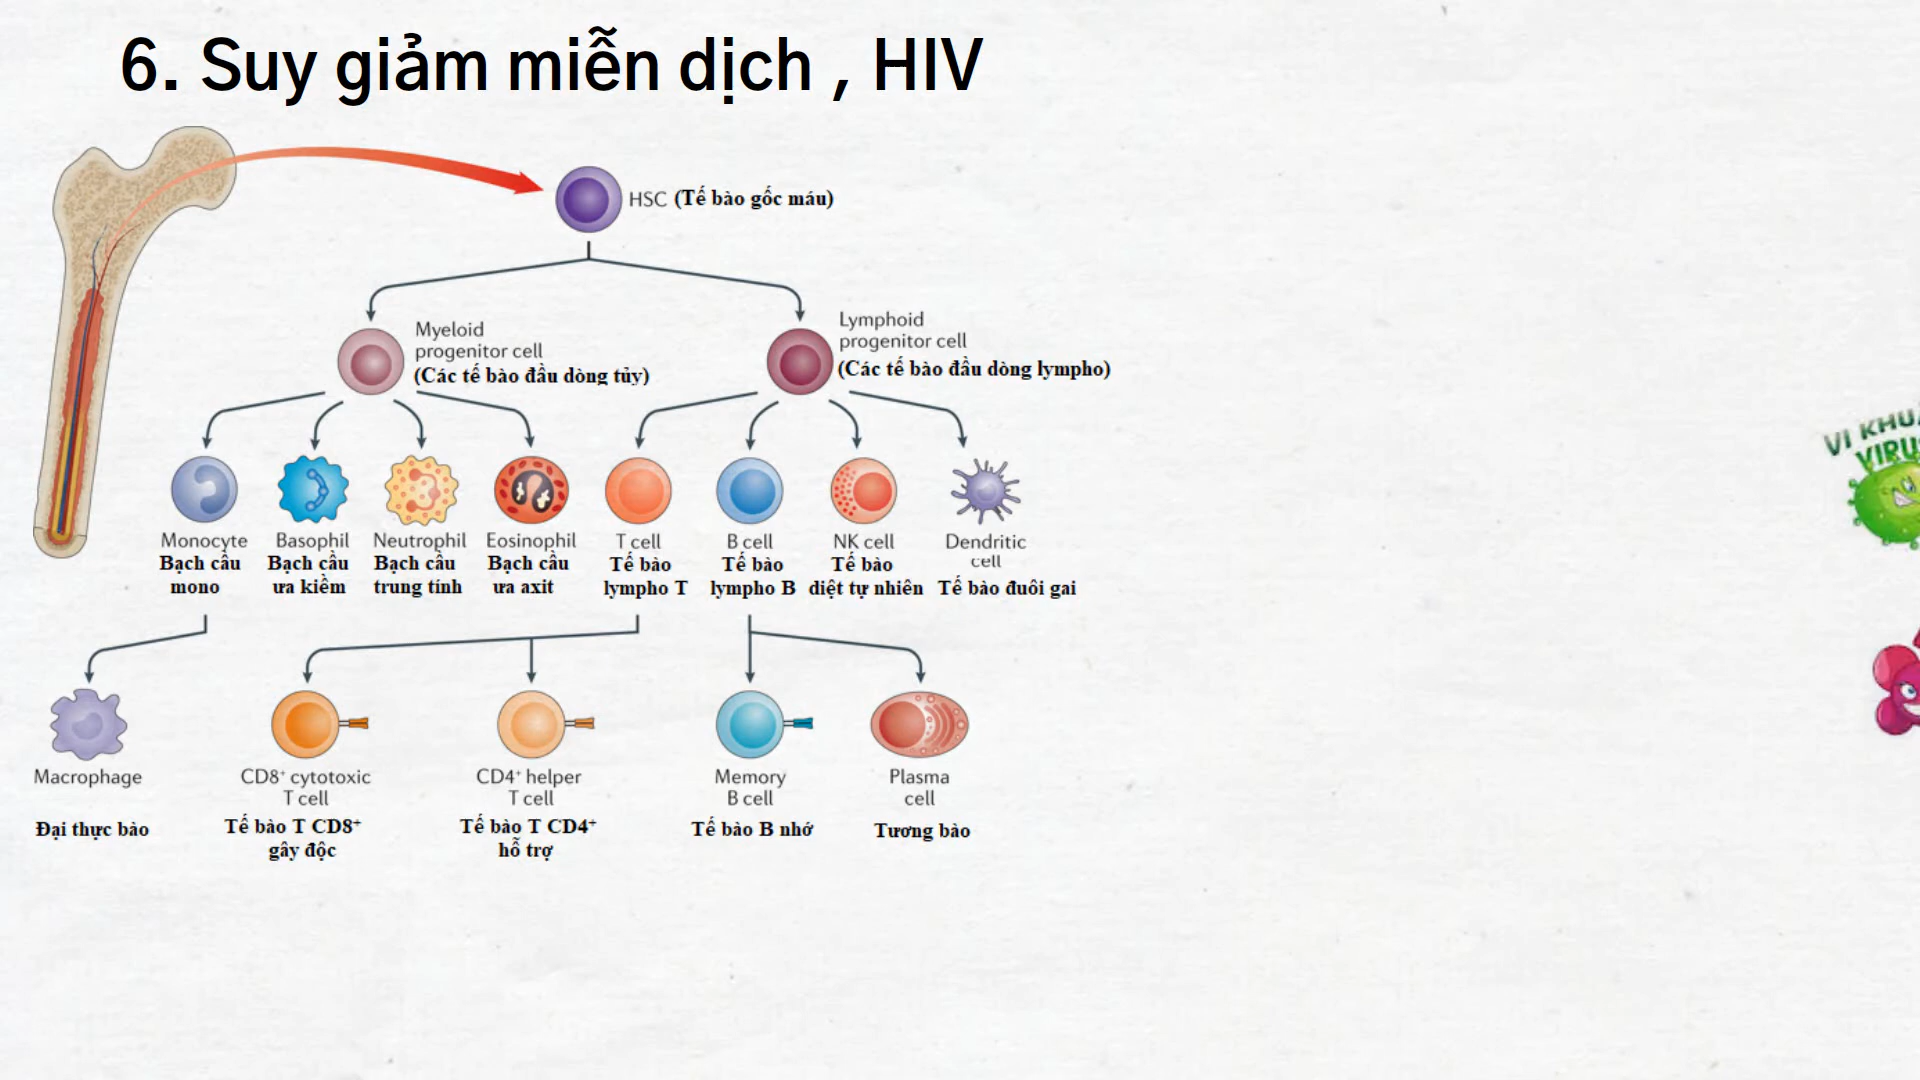 6. Suy giảm miễn dịch , HIV
HSC (Tế bào gốc máu)
Myeloid
progenitor cell
(Các tế bào đầu dòng tủy)
Lymphoid
progenitor cell
(Các tế bào đầu dòng lympho)
Monocyte
Bạch cầu
mono
Basophil
Bạch cầu
ưa kiềm
Neutrophil
Bạch cầu
trung tính
Eosinophil
Bạch cầu
ưa axit
T cell
Tế bào
lympho T
B cell
Tế bào
lympho B
NK cell
Tế bào
diệt tự nhiên
Dendritic
cell
Tế bào đuôi gai
VI
Macrophage
Đại thực bào
CD8⁺ cytotoxic
T cell
Tế bào T CD8⁺
gây độc
CD4⁺ helper
T cell
Tế bào T CD4⁺
hỗ trợ
Memory
B cell
Tế bào B nhớ
Plasma
cell
Tương bào